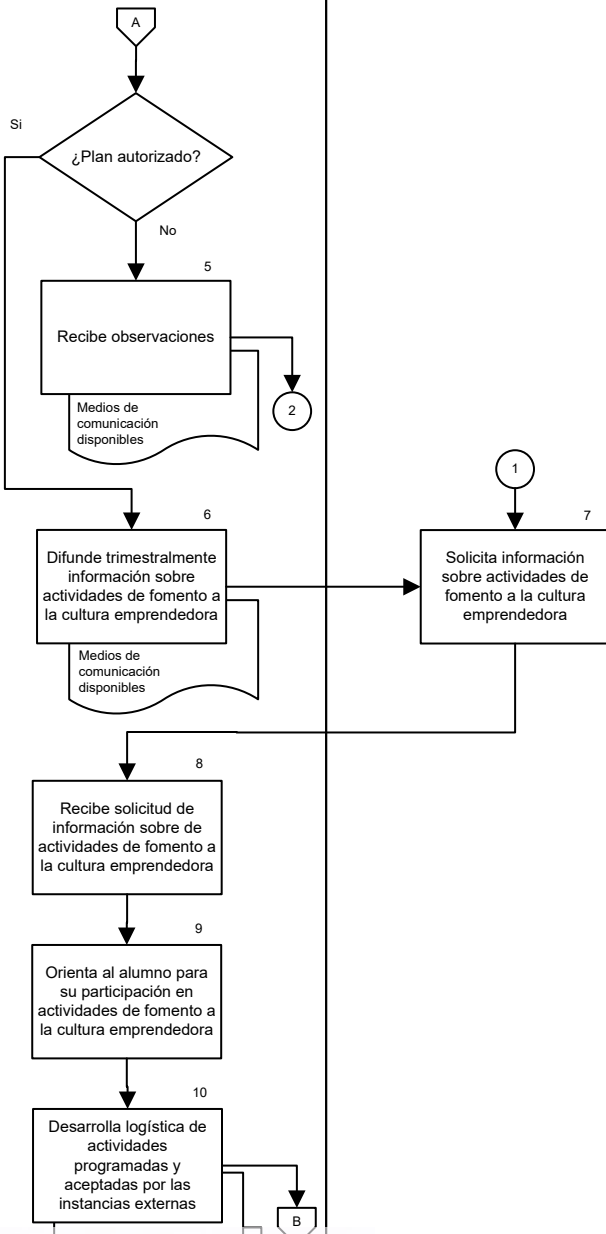 A
Si
¿Plan autorizado?
No
5
Recibe observaciones
Medios de
comunicación
disponibles
2
1
6
Difunde trimestralmente
información sobre
actividades de fomento a
la cultura emprendedora
Medios de
comunicación
disponibles
7
Solicita información
sobre actividades de
fomento a la cultura
emprendedora
8
Recibe solicitud de
información sobre de
actividades de fomento a
la cultura emprendedora
9
Orienta al alumno para
su participación en
actividades de fomento a
la cultura emprendedora
10
Desarrolla logística de
actividades
programadas y
aceptadas por las
instancias externas
B